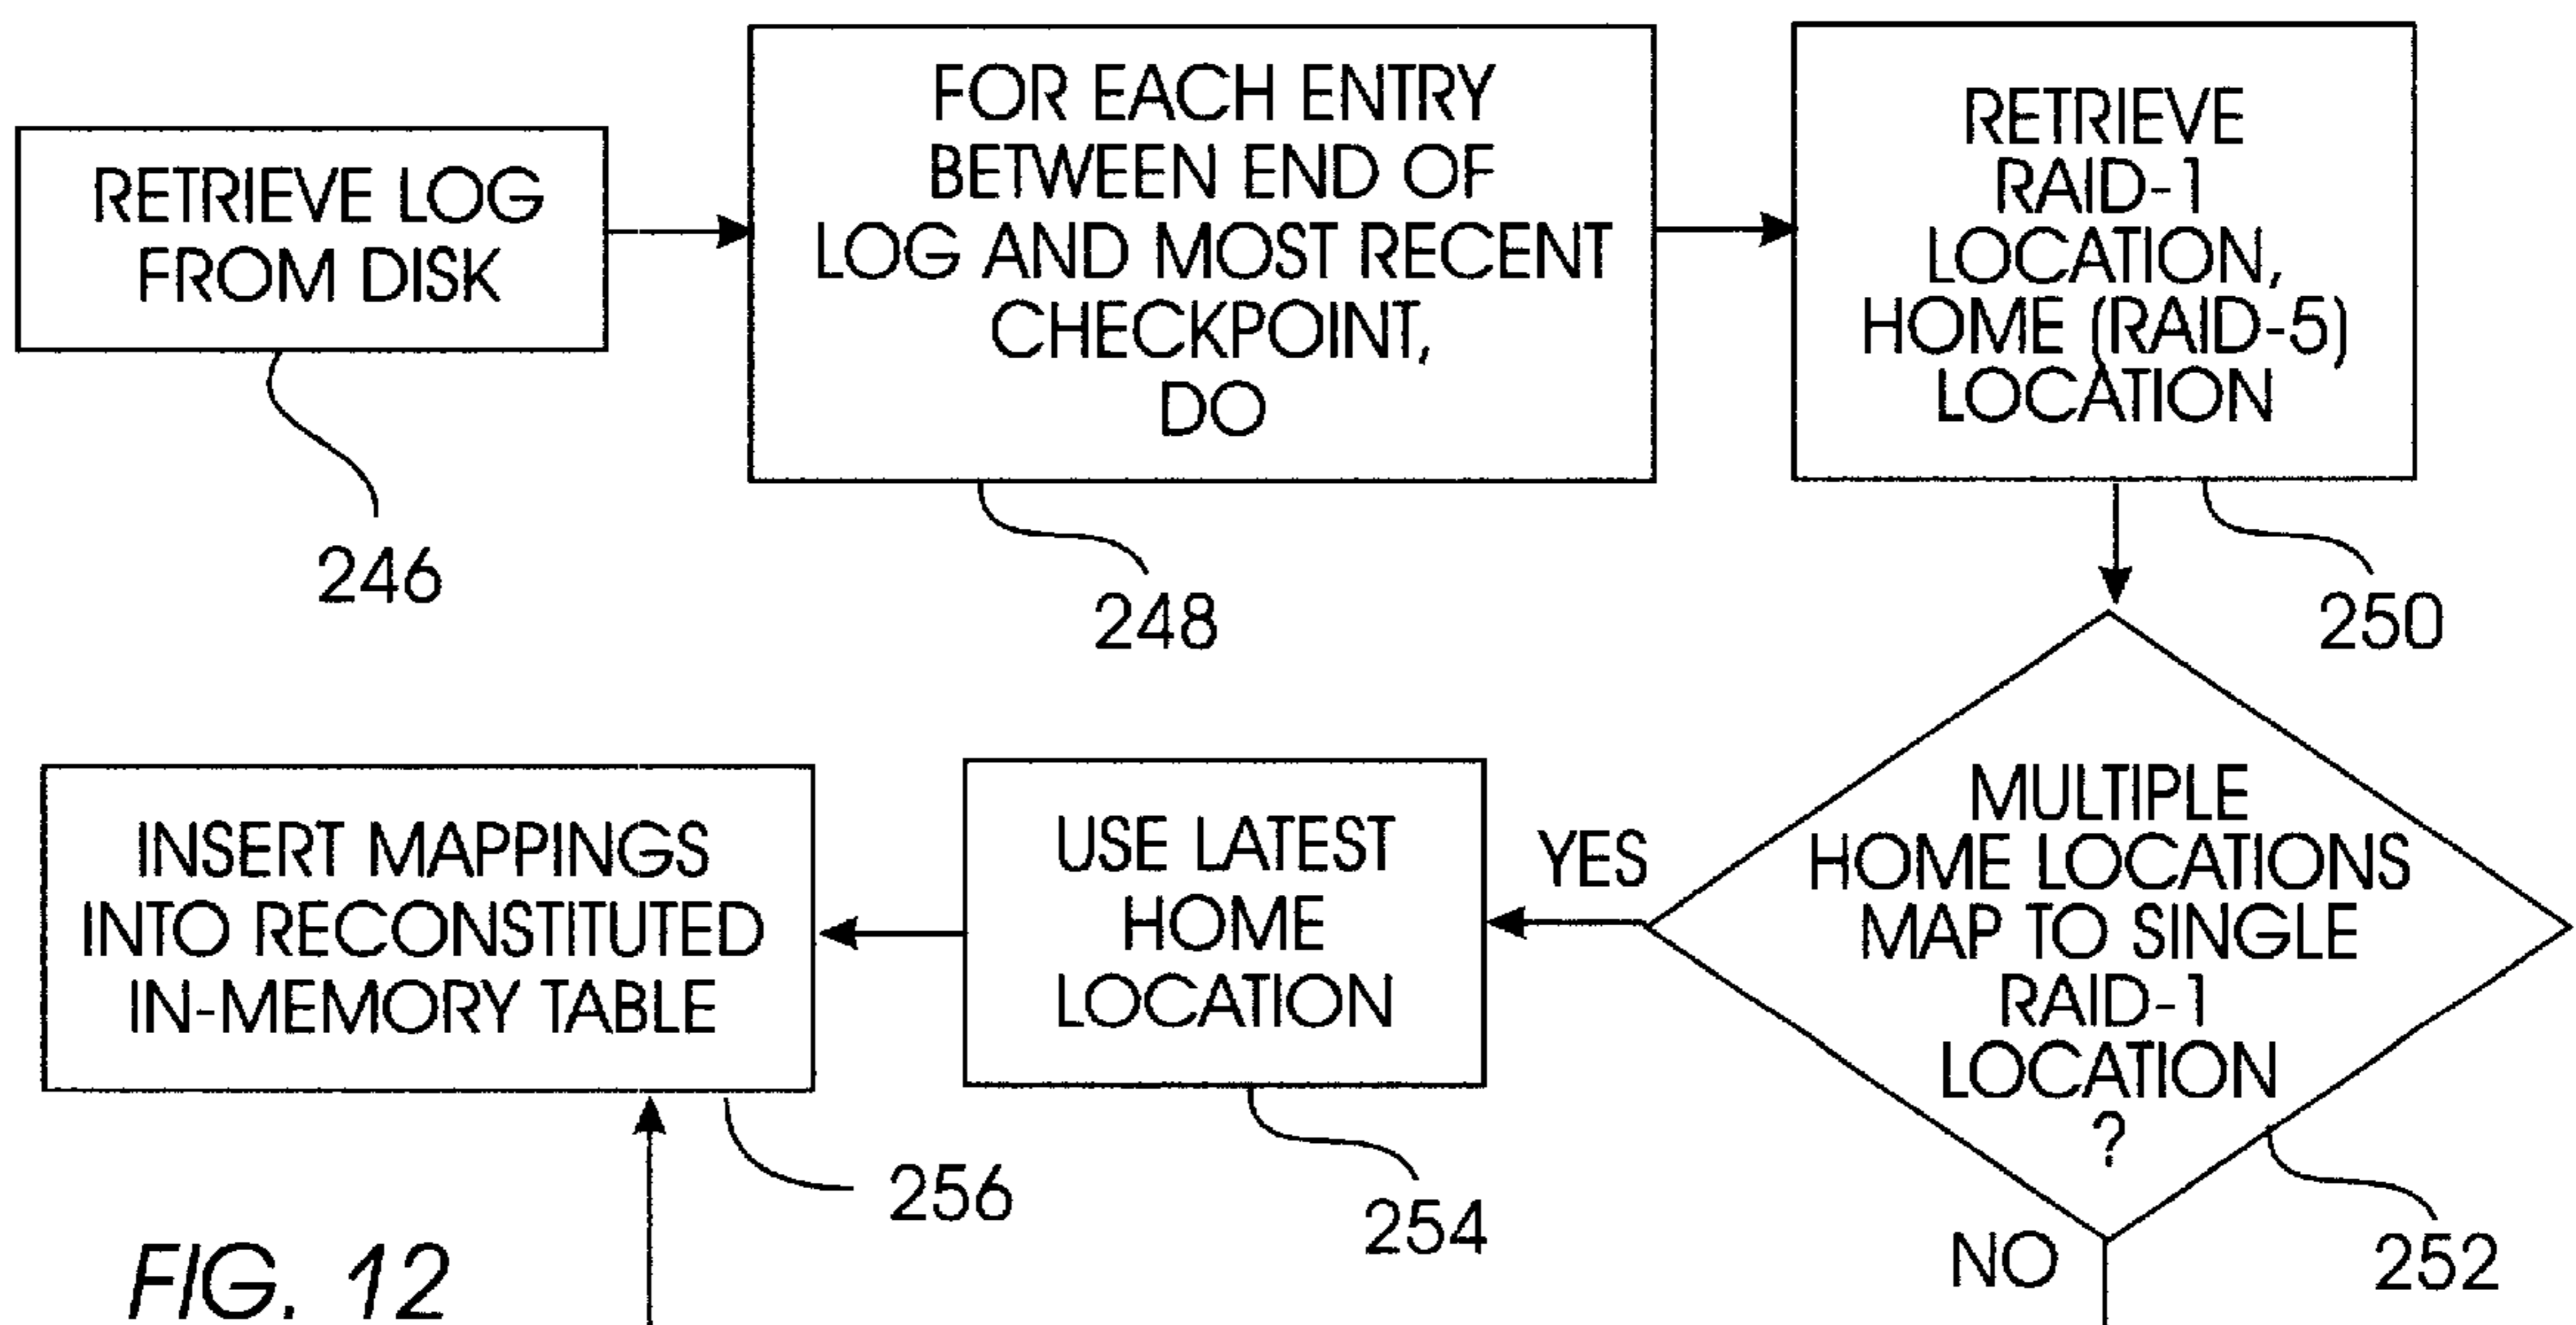 RETRIEVE LOG
FROM DISK
246
FOR EACH ENTRY
BETWEEN END OF
LOG AND MOST RECENT
CHECKPOINT,
DO
248
RETRIEVE
RAID-1
LOCATION,
HOME (RAID-5)
LOCATION
250
MULTIPLE
HOME LOCATIONS
MAP TO SINGLE
RAID-1
LOCATION
?
252
YES
NO
USE LATEST
HOME
LOCATION
254
INSERT MAPPINGS
INTO RECONSTITUTED
IN-MEMORY TABLE
256
FIG. 12